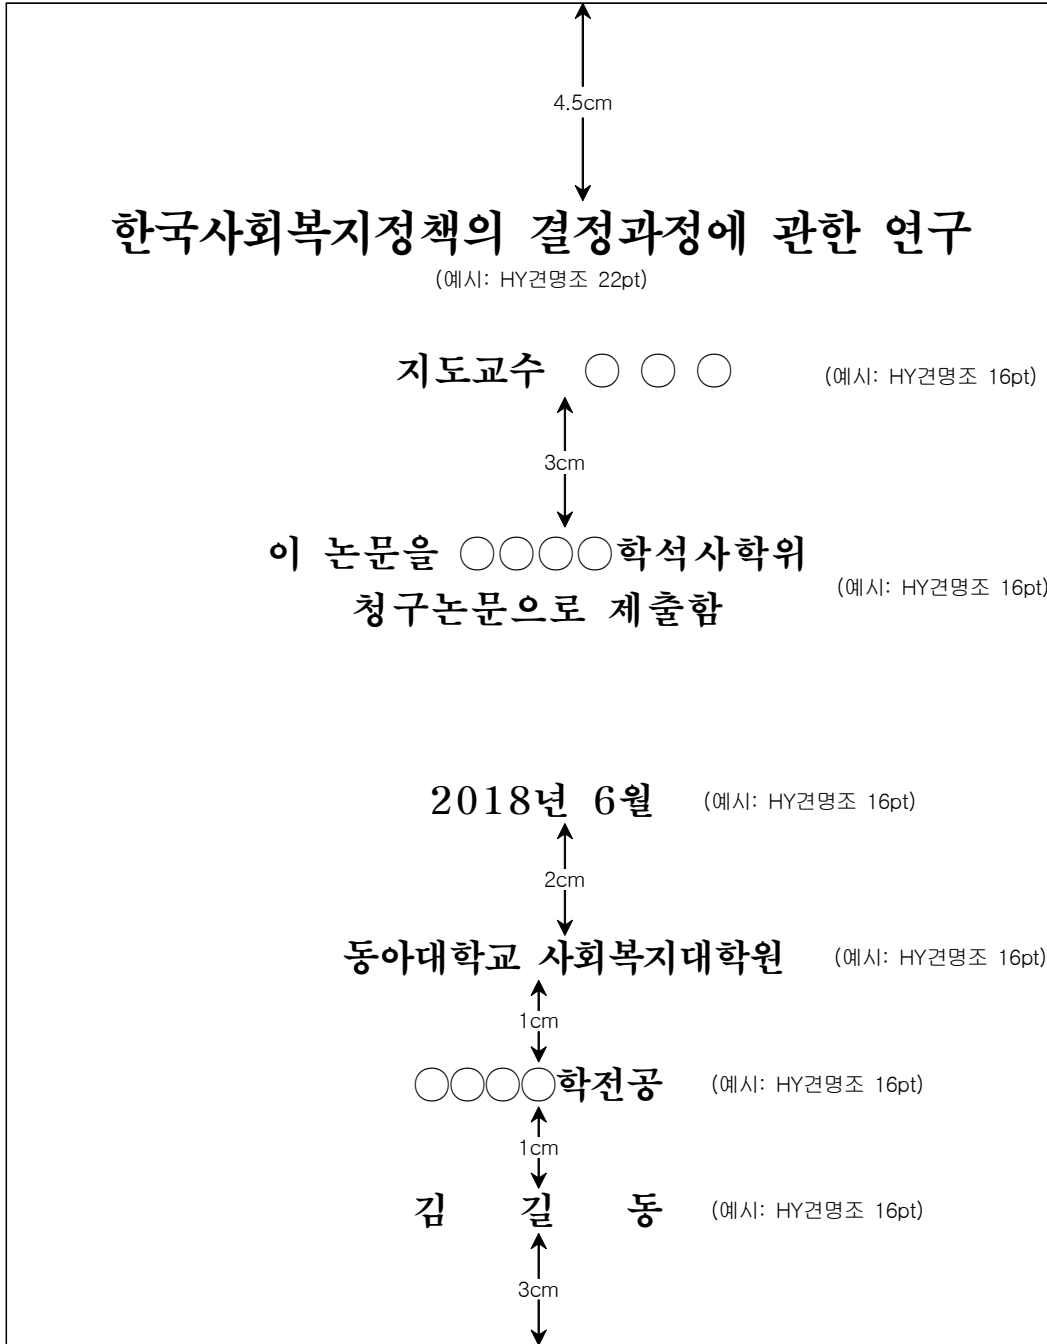 4.5cm
한국사회복지정책의 결정과정에 관한 연구
(예시: HY견명조 22pt)
지도교수 ○ ○ ○ (예시: HY견명조 16pt)
3cm
이 논문을 ○○○○학석사학위
청구논문으로 제출함
(예시: HY견명조 16pt)
2018년 6월 (예시: HY견명조 16pt)
2cm
동아대학교 사회복지대학원 (예시: HY견명조 16pt)
1cm
○○○○학전공 (예시: HY견명조 16pt)
1cm
김 길 동 (예시: HY견명조 16pt)
3cm